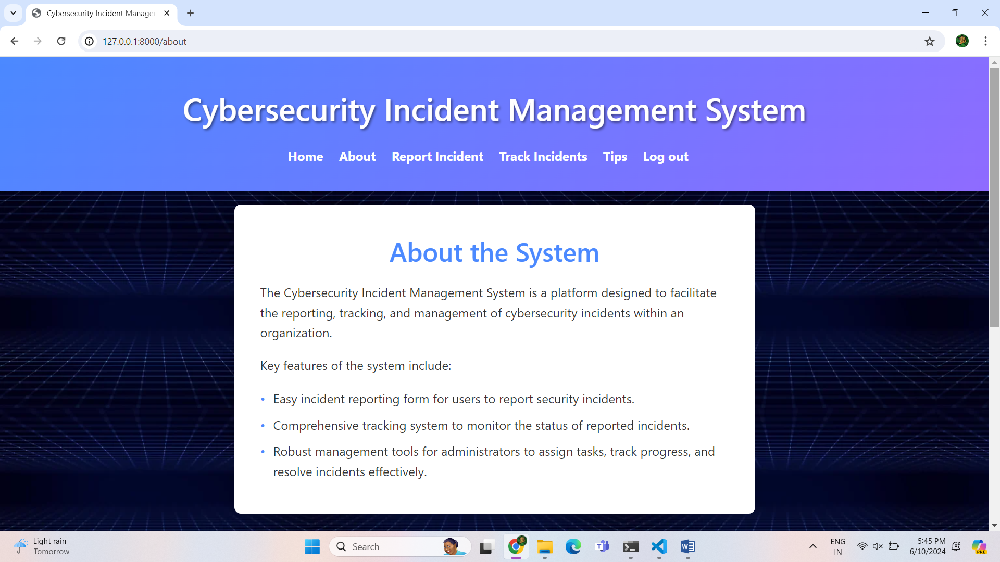 Cybersecurity Incident Manager
127.0.0.1:8000/about
Cybersecurity Incident Management System
Home About Report Incident Track Incidents Tips Log out
About the System
The Cybersecurity Incident Management System is a platform designed to facilitate
the reporting, tracking, and management of cybersecurity incidents within an
organization.
Key features of the system include:
• Easy incident reporting form for users to report security incidents.
• Comprehensive tracking system to monitor the status of reported incidents.
• Robust management tools for administrators to assign tasks, track progress, and
resolve incidents effectively.
Light rain
Tomorrow
Search
T
W
ENG
IN
5:45 PM
6/10/2024
PRE